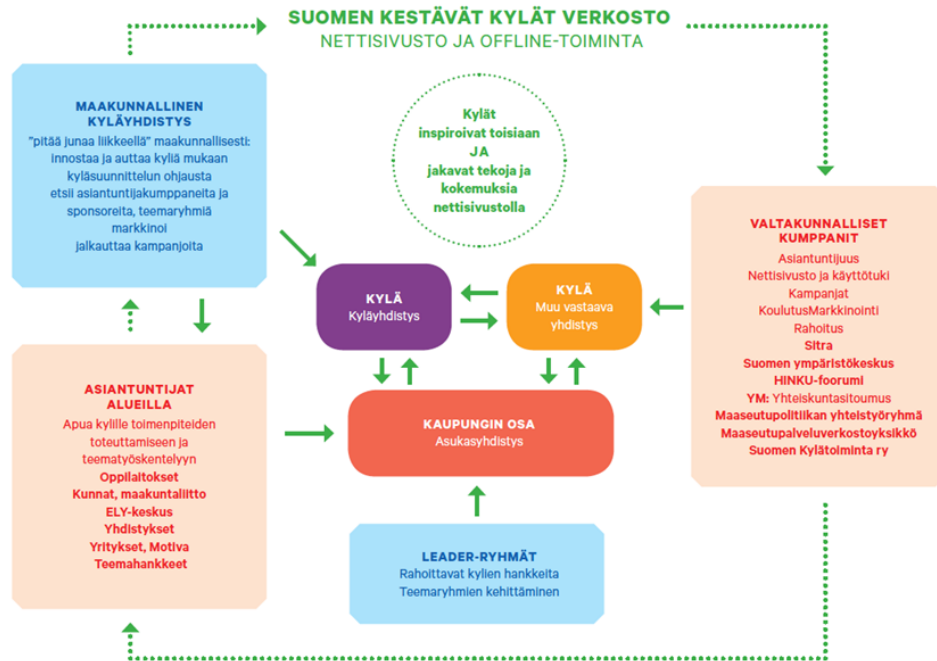 SUOMEN KESTÄVÄT KYLÄT VERKOSTO
NETTISIVUSTO JA OFFLINE-TOIMINTA
MAAKUNNALLINEN
KYLÄYHDISTYS
"pitää junaa liikkeellä" maakunnallisesti:
innostaa ja auttaa kyliä mukaan
kyläsuunnittelun ohjausta
etsii asiantuntijakumppaneita ja
sponsoreita, teemaryhmiä
markkinoi
jalkauttaa kampanjoita
Kylät
inspiroivat toisiaan
JA
jakavat tekoja ja
kokemuksia
nettisivustolla
VALTAKUNNALLISET
KUMPPANIT
Asiantuntijuus
Nettisivusto ja käyttötuki
Kampanjat
KoulutusMarkkinointi
Rahoitus
Sitra
Suomen ympäristökeskus
HINKU-foorumi
YM: Yhteiskuntasitoumus
Maaseutupolitiikan yhteistyöryhmä
Maaseutupalveluverkostoyksikkö
Suomen Kylätoiminta ry
KYLÄ
Kyläyhdistys
KYLÄ
Muu vastaava
yhdistys
ASIANTUNTIJAT
ALUEILLA
Apua kylille toimenpiteiden
toteuttamiseen ja
teematyöskentelyyn
Oppilaitokset
Kunnat, maakuntaliitto
ELY-keskus
Yhdistykset
Yritykset, Motiva
Teemahankkeet
KAUPUNGIN OSA
Asukasyhdistys
LEADER-RYHMÄT
Rahoittavat kylien hankkeita
Teemaryhmien kehittäminen